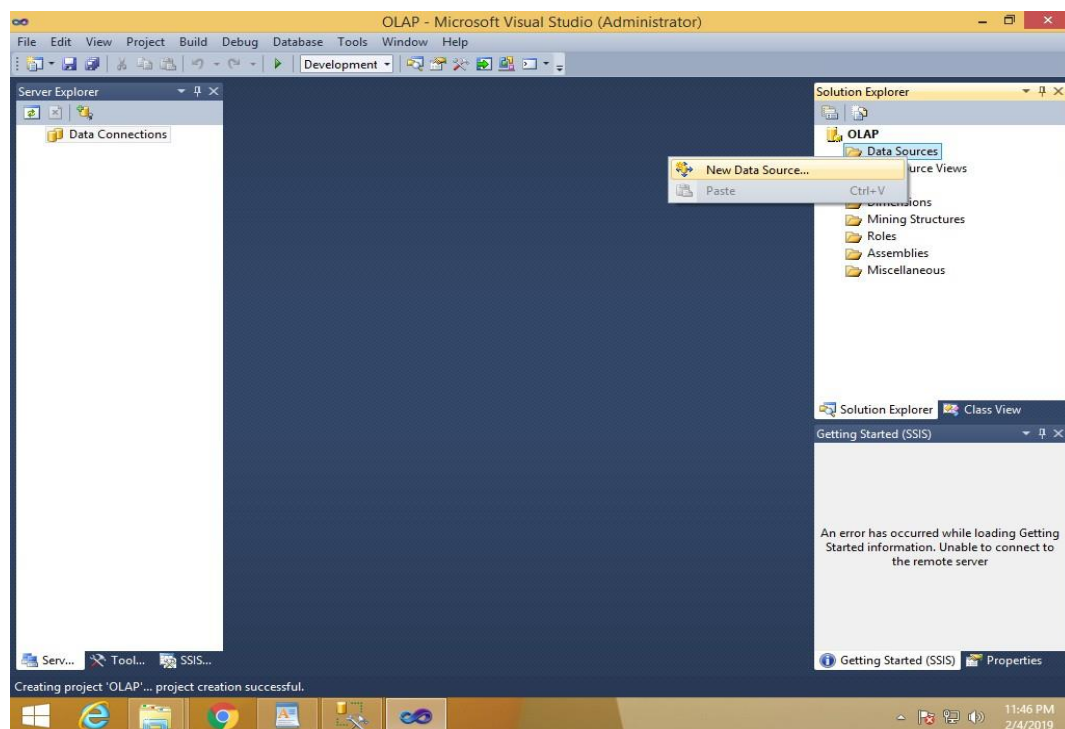 OLAP - Microsoft Visual Studio (Administrator)
File Edit View Project Build Debug Database Tools Window Help
Development
Server Explorer
Data Connections
Solution Explorer
OLAP
Data Sources
New Data Source...
urce Views
Paste Ctrl+V
Dimensions
Mining Structures
Roles
Assemblies
Miscellaneous
Solution Explorer Class View
Getting Started (SSIS)
An error has occurred while loading Getting
Started information. Unable to connect to
the remote server
Serv... Tool... SSIS...
Getting Started (SSIS) Properties
Creating project 'OLAP'... project creation successful.
11:46 PM
2/4/2019